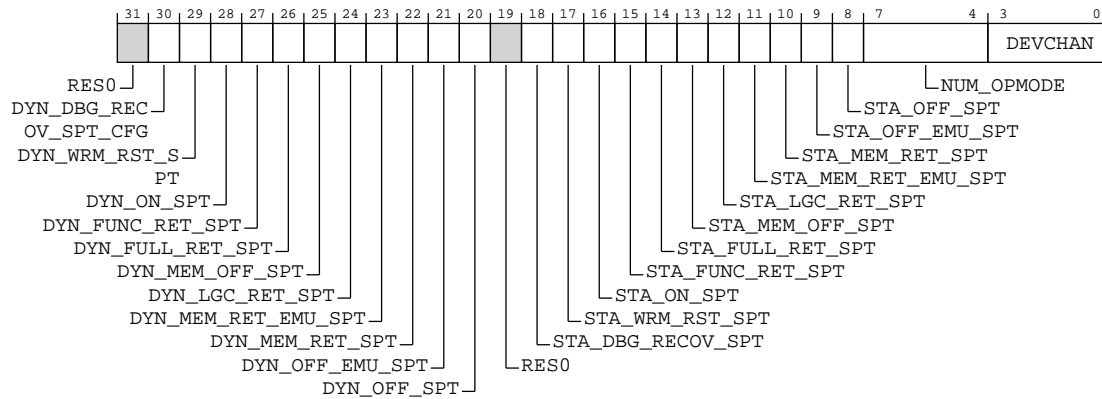 31 30 29 28 27 26 25 24 23 22 21 20 19 18 17 16 15 14 13 12 11 10 9 8 7 4 3 0
DEVCHAN
RES0 NUM_OPMODE
DYN_DBG_REC STA_OFF_SPT
OV_SPT_CFG STA_OFF_EMU_SPT
DYN_WRM_RST_S STA_MEM_RET_SPT
PT STA_MEM_RET_EMU_SPT
DYN_ON_SPT STA_LGC_RET_SPT
DYN_FUNC_RET_SPT STA_MEM_OFF_SPT
DYN_FULL_RET_SPT STA_FULL_RET_SPT
DYN_MEM_OFF_SPT STA_FUNC_RET_SPT
DYN_LGC_RET_SPT STA_ON_SPT
DYN_MEM_RET_EMU_SPT STA_WRM_RST_SPT
DYN_MEM_RET_SPT STA_DBG_RECOV_SPT
DYN_OFF_EMU_SPT RES0
DYN_OFF_SPT